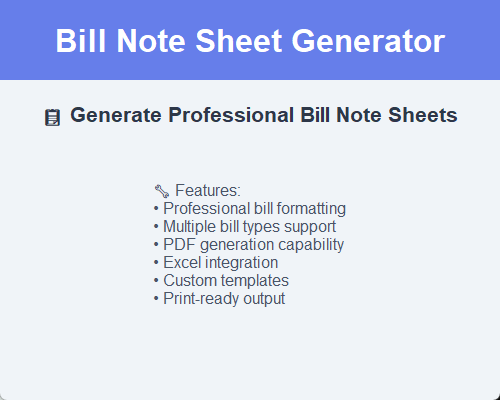 Bill Note Sheet Generator
📋 Generate Professional Bill Note Sheets
🔧 Features:
• Professional bill formatting
• Multiple bill types support
• PDF generation capability
• Excel integration
• Custom templates
• Print-ready output